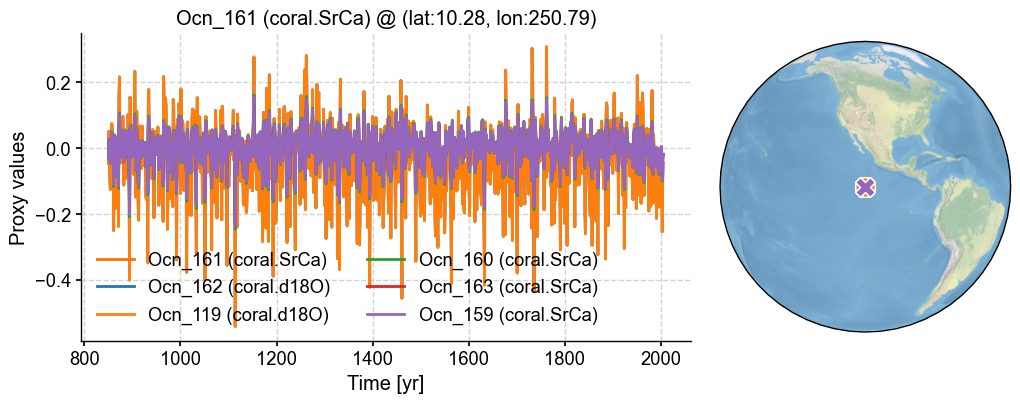 Ocn_161 (coral.SrCa) @ (lat:10.28, lon:250.79)
Proxy values
0.2
0.0
−0.2
−0.4
Ocn_161 (coral.SrCa)
Ocn_162 (coral.d18O)
Ocn_119 (coral.d18O)
Ocn_160 (coral.SrCa)
Ocn_163 (coral.SrCa)
Ocn_159 (coral.SrCa)
800 1000 1200 1400 1600 1800 2000
Time [yr]